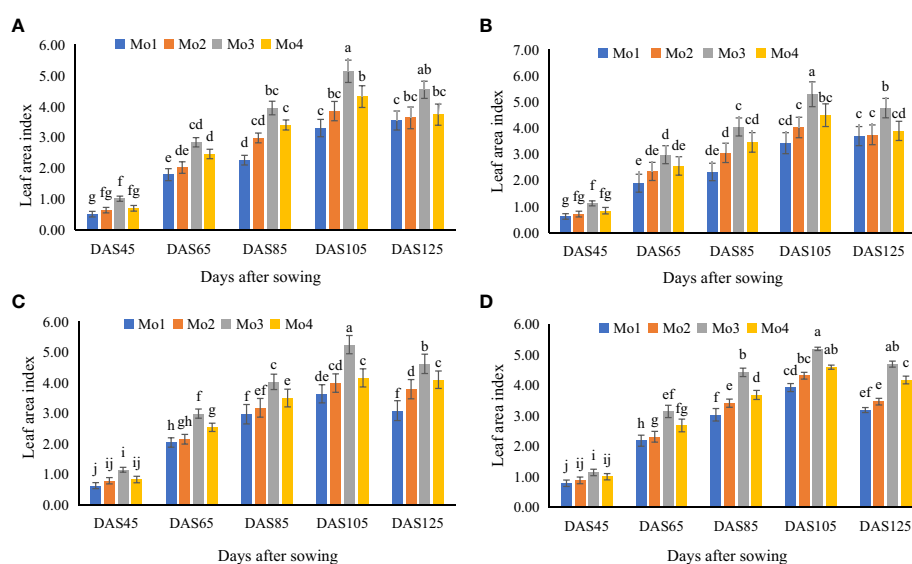 A
Mo1 Mo2 Mo3 Mo4
Leaf area index
6.00
5.00
4.00
3.00
2.00
1.00
0.00
g fg f fg
e de cd d
d cd bc c
c bc a b
c bc ab bc
DAS45 DAS65 DAS85 DAS105 DAS125
Days after sowing
B
Mo1 Mo2 Mo3 Mo4
Leaf area index
7.00
6.00
5.00
4.00
3.00
2.00
1.00
0.00
g fg f fg
e de d de
de d c cd
cd cd a bc
c c b c
DAS45 DAS65 DAS85 DAS105 DAS125
Days after sowing
C
Mo1 Mo2 Mo3 Mo4
Leaf area index
6.00
5.00
4.00
3.00
2.00
1.00
0.00
j ij i ij
h gh f g
f ef c e
de cd a c
f d b c
DAS45 DAS65 DAS85 DAS105 DAS125
Days after sowing
D
Mo1 Mo2 Mo3 Mo4
Leaf area index
6.00
5.00
4.00
3.00
2.00
1.00
0.00
j ij i ij
h g ef fg
f e b d
cd bc a ab
ef e ab c
DAS45 DAS65 DAS85 DAS105 DAS125
Days after sowing